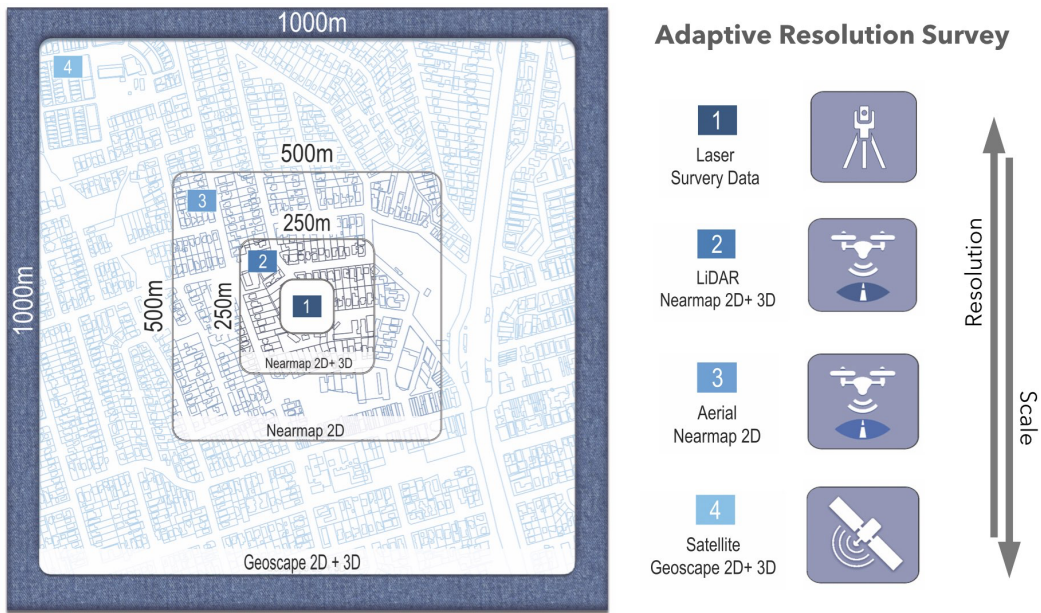 1000m
4
500m
3
250m
2
1
1000m
500m
250m
Nearmap 2D+ 3D
Nearmap 2D
Geoscape 2D + 3D
Adaptive Resolution Survey
1
Laser
Survery Data
2
LiDAR
Nearmap 2D+ 3D
3
Aerial
Nearmap 2D
4
Satellite
Geoscape 2D+ 3D
Resolution
Scale